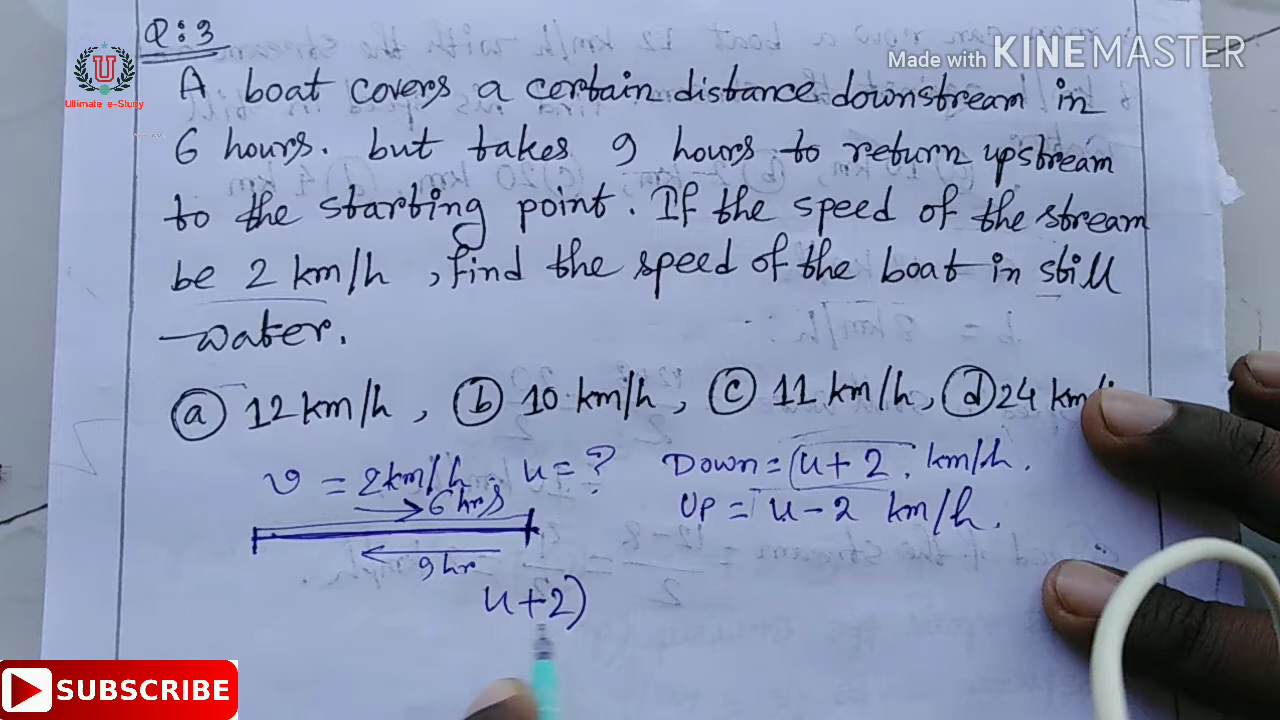 Q:3
Made with KINEMASTER
U
Ultimate e-Study
A boat covers a certain distance downstream in
6 hours. but takes 9 hours to return upstream
to the starting point. If the speed of the stream
be 2 km/h, find the speed of the boat in still
water.
(a) 12 km/h, (b) 10 km/h, (c) 11 km/h, (d) 24 km/
v = 2 km/h. u = ? Down = (u + 2. km/h.
6 hrs UP = u - 2 km/h.
9 hr
u+2)
SUBSCRIBE